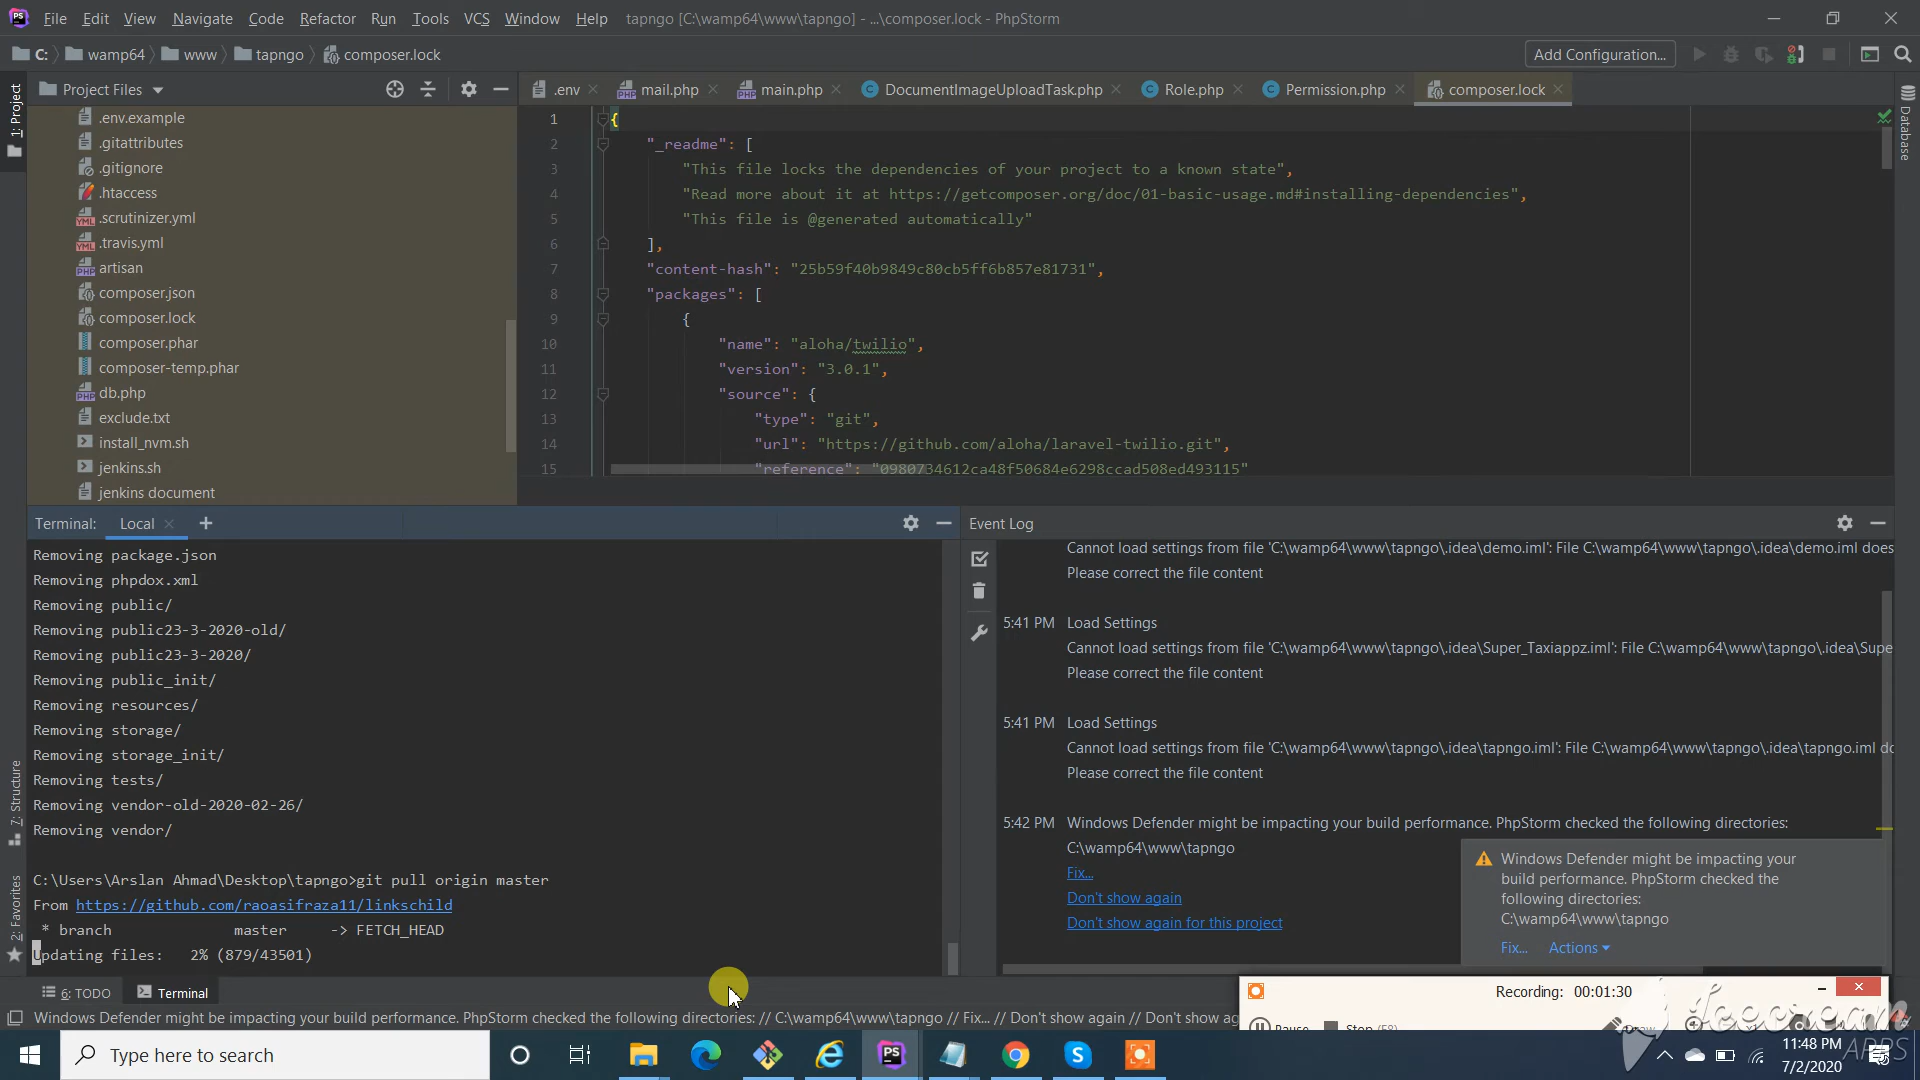 File Edit View Navigate Code Refactor Run Tools VCS Window Help tapngo [C:\wamp64\www\tapngo] - ...\composer.lock - PhpStorm
C: wamp64 www tapngo composer.lock Add Configuration...
1: Project
Project Files
.env mail.php main.php DocumentImageUploadTask.php Role.php Permission.php composer.lock
Database
.env.example
.gitattributes
.gitignore
.htaccess
.scrutinizer.yml
.travis.yml
artisan
composer.json
composer.lock
composer.phar
composer-temp.phar
db.php
exclude.txt
install_nvm.sh
jenkins.sh
jenkins document
1 {
2 "_readme": [
3 "This file locks the dependencies of your project to a known state",
4 "Read more about it at https://getcomposer.org/doc/01-basic-usage.md#installing-dependencies",
5 "This file is @generated automatically"
6 ],
7 "content-hash": "25b59f40b9849c80cb5ff6b857e81731",
8 "packages": [
9 {
10 "name": "aloha/twilio",
11 "version": "3.0.1",
12 "source": {
13 "type": "git",
14 "url": "https://github.com/aloha/laravel-twilio.git",
15 "reference": "0980734612ca48f50684e6298ccad508ed493115"
Terminal: Local +
Removing package.json
Removing phpdox.xml
Removing public/
Removing public23-3-2020-old/
Removing public23-3-2020/
Removing public_init/
Removing resources/
Removing storage/
Removing storage_init/
Removing tests/
Removing vendor-old-2020-02-26/
Removing vendor/
C:\Users\Arslan Ahmad\Desktop\tapngo>git pull origin master
From https://github.com/raoasifraza11/linkschild
* branch master -> FETCH_HEAD
Updating files: 2% (879/43501)
7: Structure
2: Favorites
Event Log
Cannot load settings from file 'C:\wamp64\www\tapngo\.idea\demo.iml': File C:\wamp64\www\tapngo\.idea\demo.iml does
Please correct the file content
5:41 PM Load Settings
Cannot load settings from file 'C:\wamp64\www\tapngo\.idea\Super_Taxiappz.iml': File C:\wamp64\www\tapngo\.idea\Supe
Please correct the file content
5:41 PM Load Settings
Cannot load settings from file 'C:\wamp64\www\tapngo\.idea\tapngo.iml': File C:\wamp64\www\tapngo\.idea\tapngo.iml do
Please correct the file content
5:42 PM Windows Defender might be impacting your build performance. PhpStorm checked the following directories:
C:\wamp64\www\tapngo
Fix...
Don't show again
Don't show again for this project
Windows Defender might be impacting your
build performance. PhpStorm checked the
following directories:
C:\wamp64\www\tapngo
Fix... Actions
6: TODO Terminal
Recording: 00:01:30
Windows Defender might be impacting your build performance. PhpStorm checked the following directories: // C:\wamp64\www\tapngo // Fix... // Don't show again // Don't show ag
Pause Stop (F8) Draw
Icecream
APPS
Type here to search
PS
11:48 PM
7/2/2020